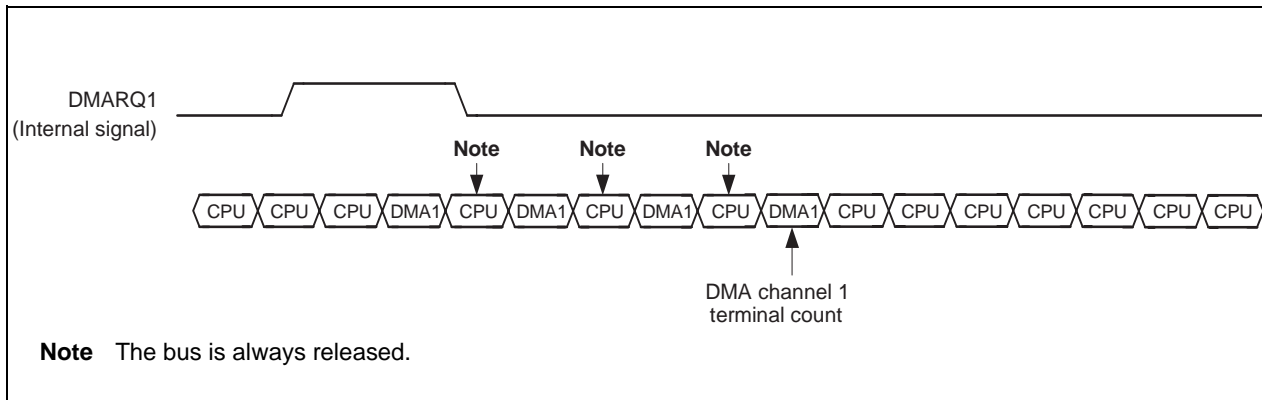 DMARQ1
(Internal signal)
Note Note Note
CPU CPU CPU DMA1 CPU DMA1 CPU DMA1 CPU DMA1 CPU CPU CPU CPU CPU CPU CPU
DMA channel 1
terminal count
Note The bus is always released.